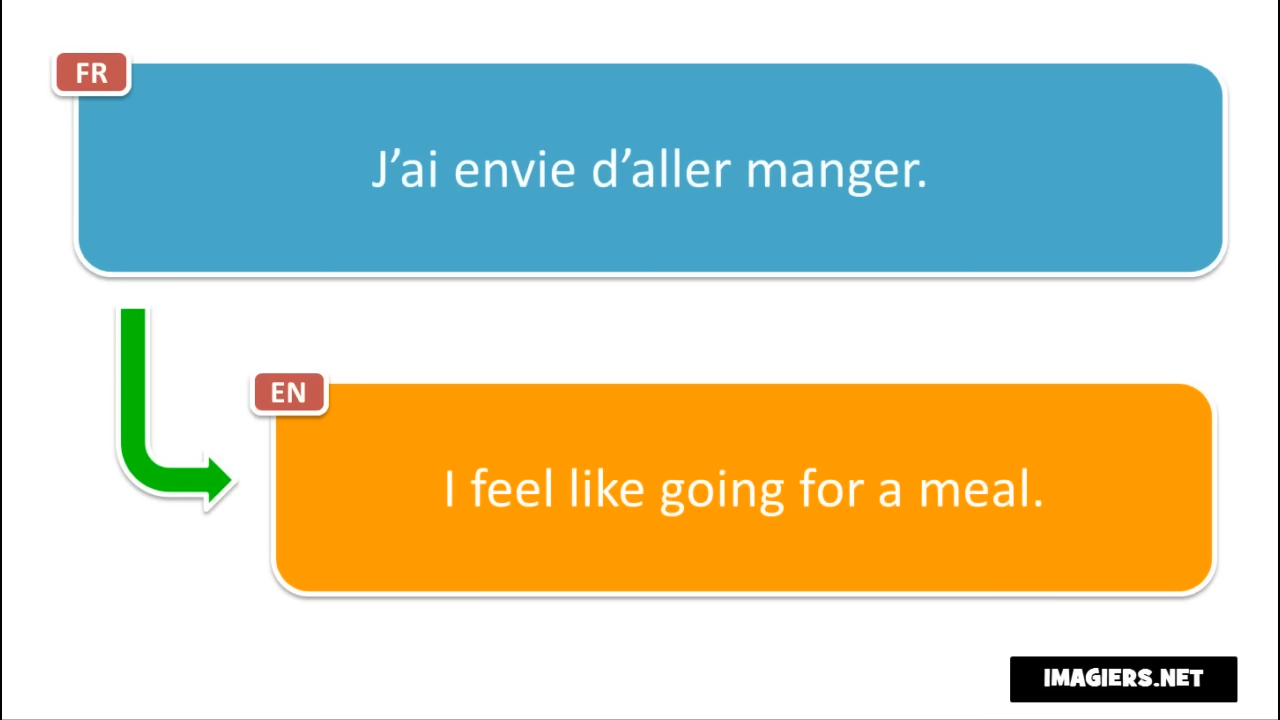 FR
J’ai envie d’aller manger.
EN
I feel like going for a meal.
IMAGIERS.NET